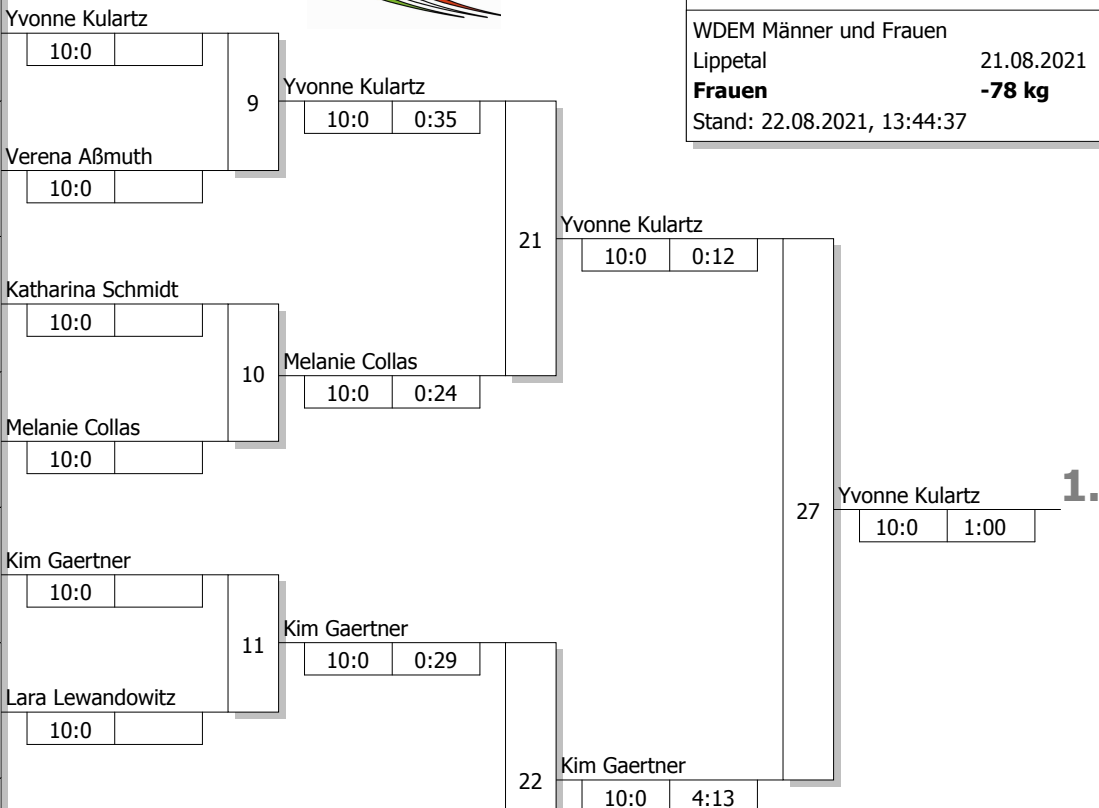 WDEM Männer und Frauen
Lippetal 21.08.2021
Frauen -78 kg
Stand: 22.08.2021, 13:44:37
Yvonne Kulartz
10:0
9
Verena Aßmuth
10:0
Yvonne Kulartz
10:0 0:35
Katharina Schmidt
10:0
10
Melanie Collas
10:0
Melanie Collas
10:0 0:24
21
Yvonne Kulartz
10:0 0:12
Kim Gaertner
10:0
11
Lara Lewandowitz
10:0
Kim Gaertner
10:0 0:29
22
Kim Gaertner
10:0 4:13
27
Yvonne Kulartz
10:0 1:00
1.